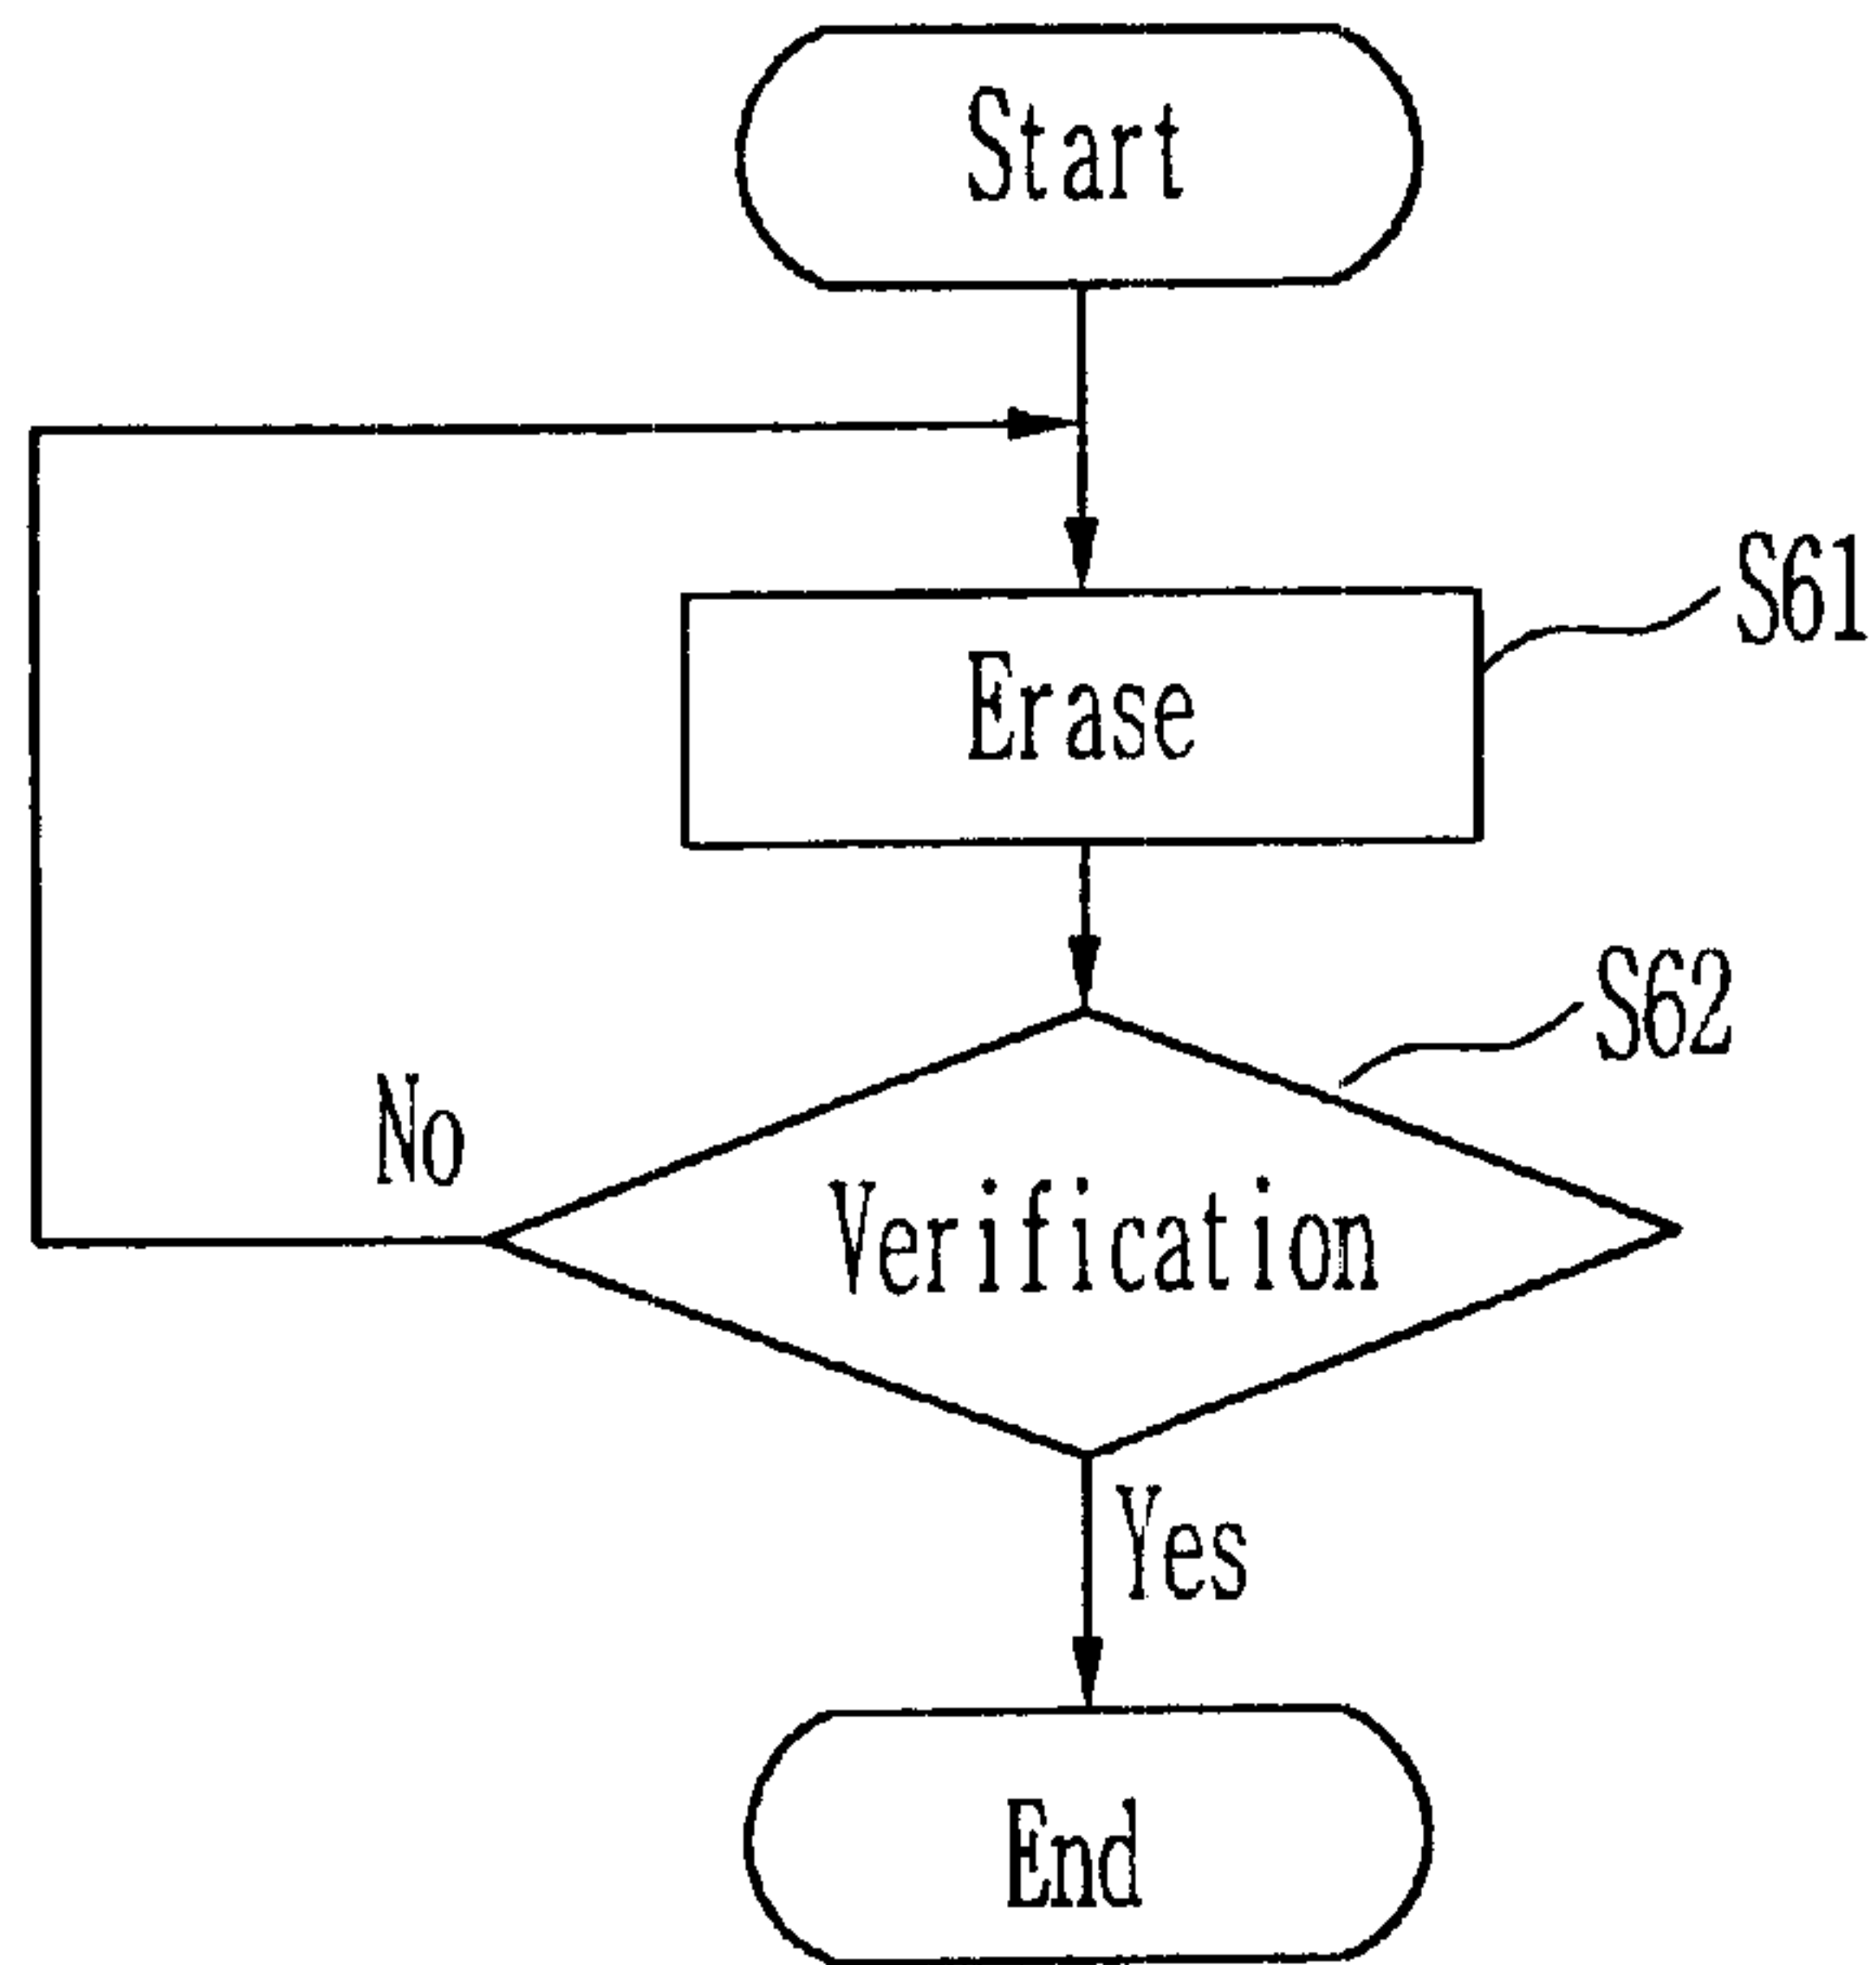 Start
Erase
S61
S62
No
Verification
Yes
End